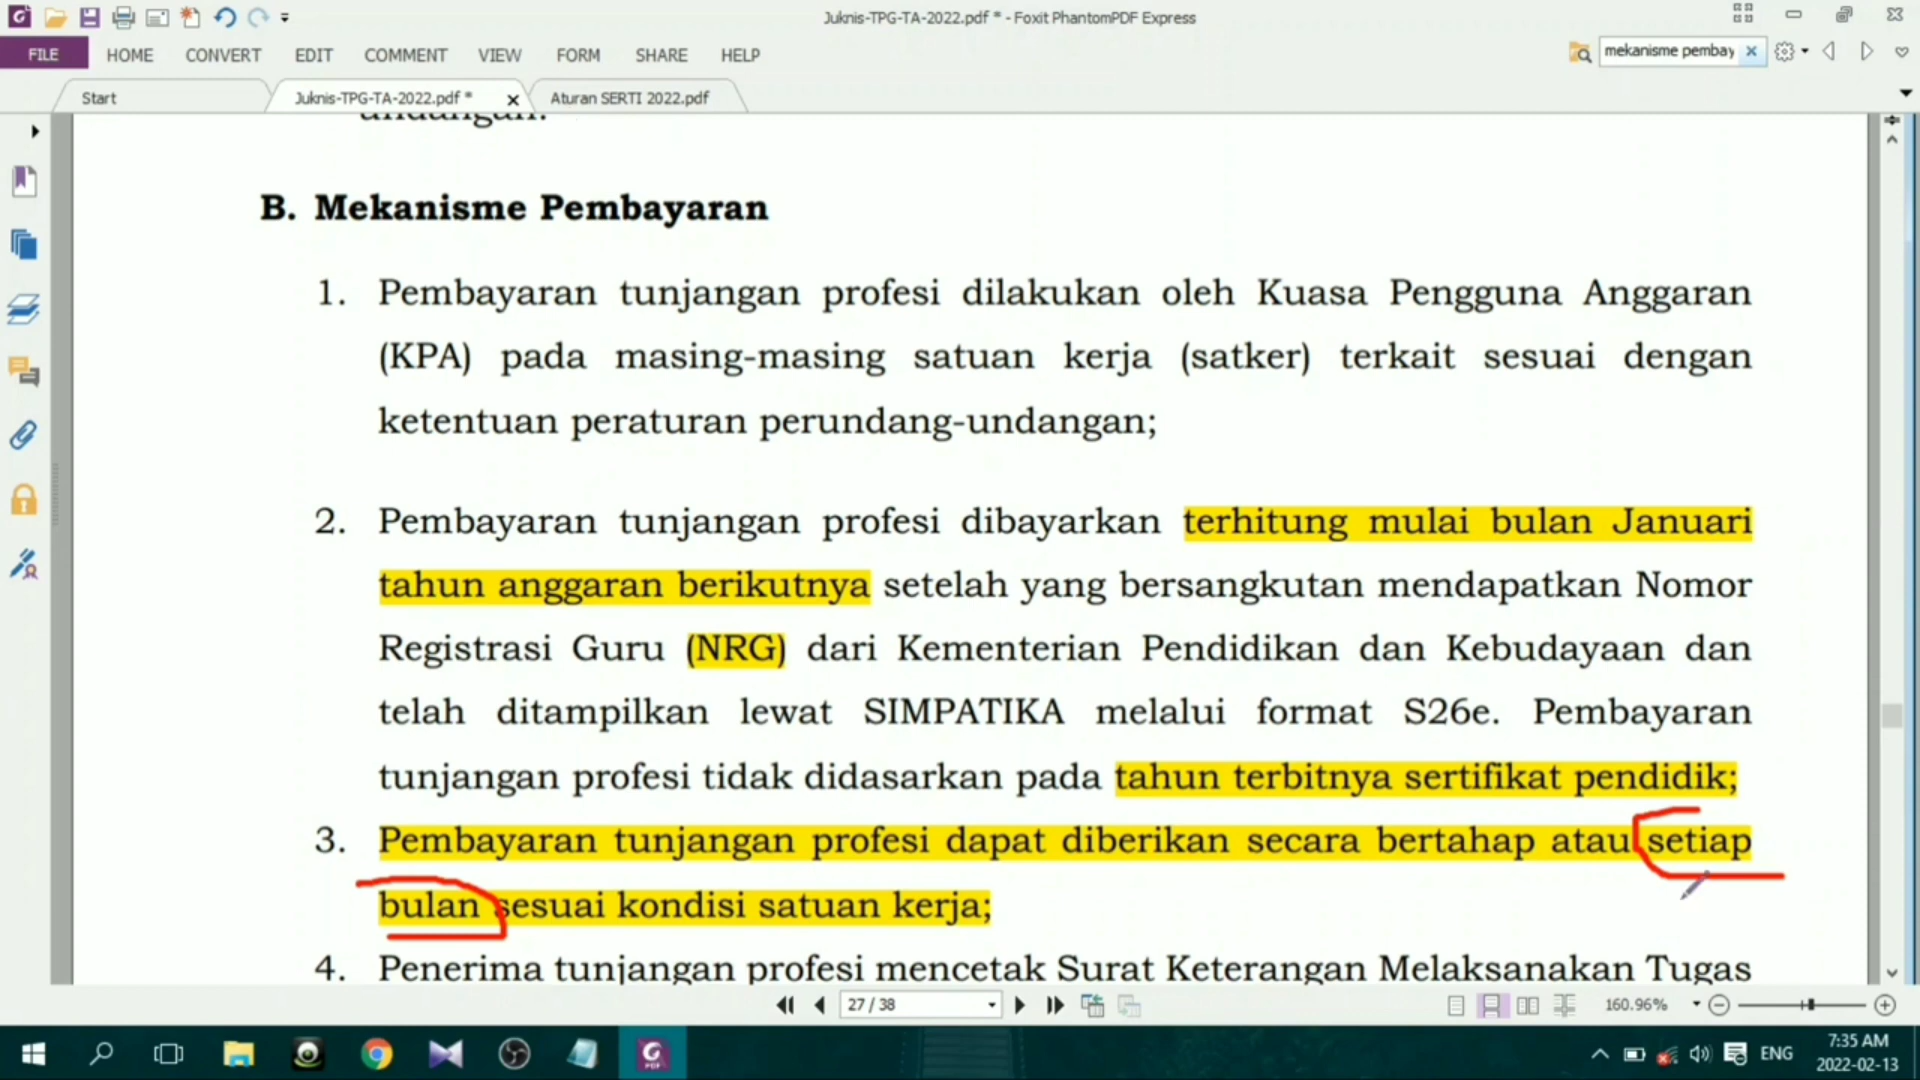 Juknis-TPG-TA-2022.pdf * - Foxit PhantomPDF Express
FILE HOME CONVERT EDIT COMMENT VIEW FORM SHARE HELP
mekanisme pembay
Start Juknis-TPG-TA-2022.pdf * Aturan SERTI 2022.pdf
undangan.
B. Mekanisme Pembayaran
1. Pembayaran tunjangan profesi dilakukan oleh Kuasa Pengguna Anggaran
(KPA) pada masing-masing satuan kerja (satker) terkait sesuai dengan
ketentuan peraturan perundang-undangan;
2. Pembayaran tunjangan profesi dibayarkan terhitung mulai bulan Januari
tahun anggaran berikutnya setelah yang bersangkutan mendapatkan Nomor
Registrasi Guru (NRG) dari Kementerian Pendidikan dan Kebudayaan dan
telah ditampilkan lewat SIMPATIKA melalui format S26e. Pembayaran
tunjangan profesi tidak didasarkan pada tahun terbitnya sertifikat pendidik;
3. Pembayaran tunjangan profesi dapat diberikan secara bertahap atau setiap
bulan sesuai kondisi satuan kerja;
4. Penerima tunjangan profesi mencetak Surat Keterangan Melaksanakan Tugas
27 / 38
160.96%
PDF
ENG
7:35 AM
2022-02-13